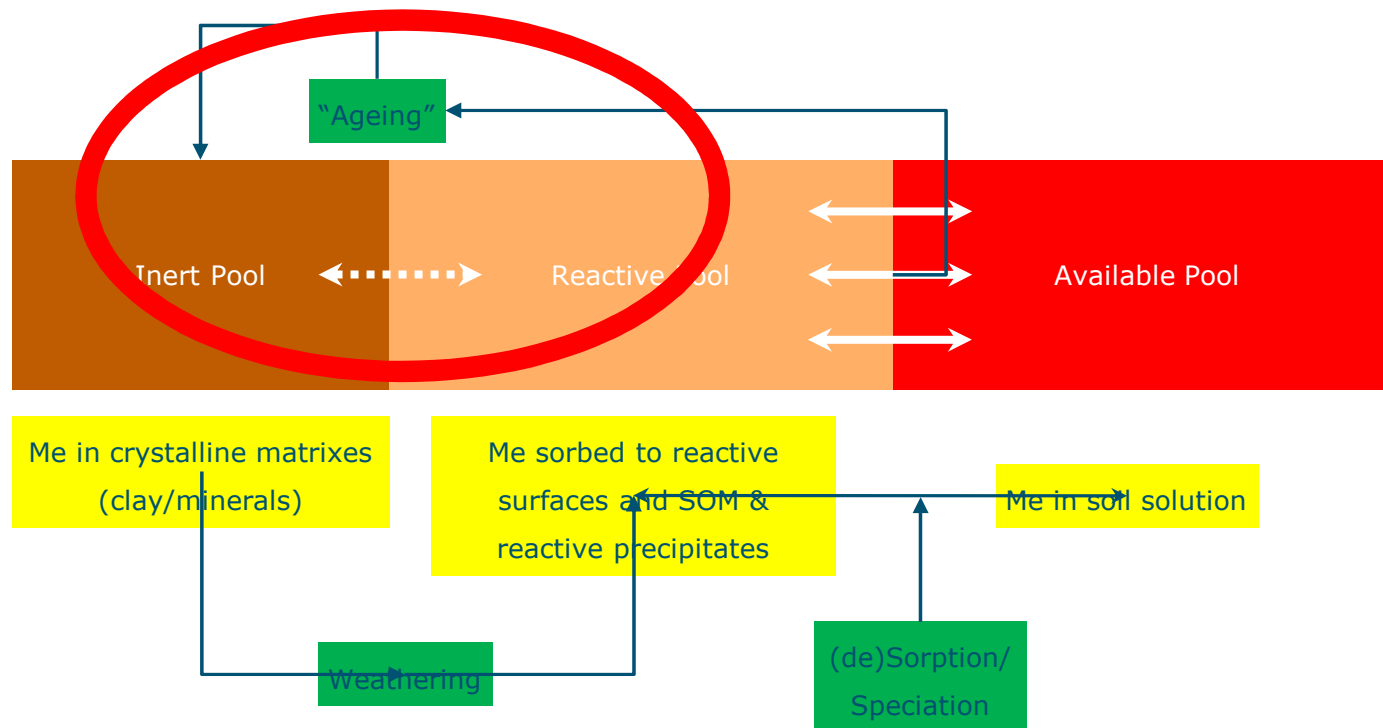 “Ageing”
Inert Pool
Reactive Pool
Available Pool
Me in crystalline matrixes
(clay/minerals)
Me sorbed to reactive
surfaces and SOM &
reactive precipitates
Me in soil solution
Weathering
(de)Sorption/
Speciation